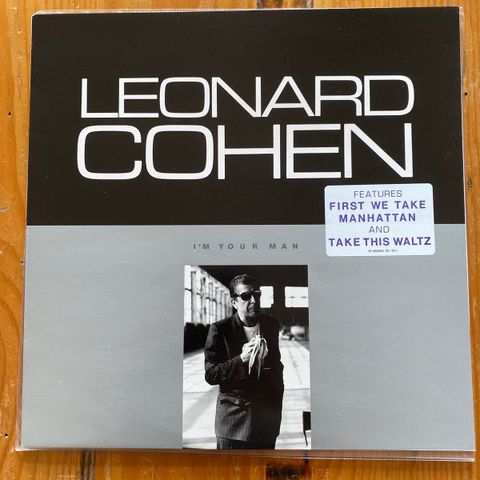 LEONARD
COHEN
FEATURES
FIRST WE TAKE
MANHATTAN
AND
TAKE THIS WALTZ
I'M YOUR MAN